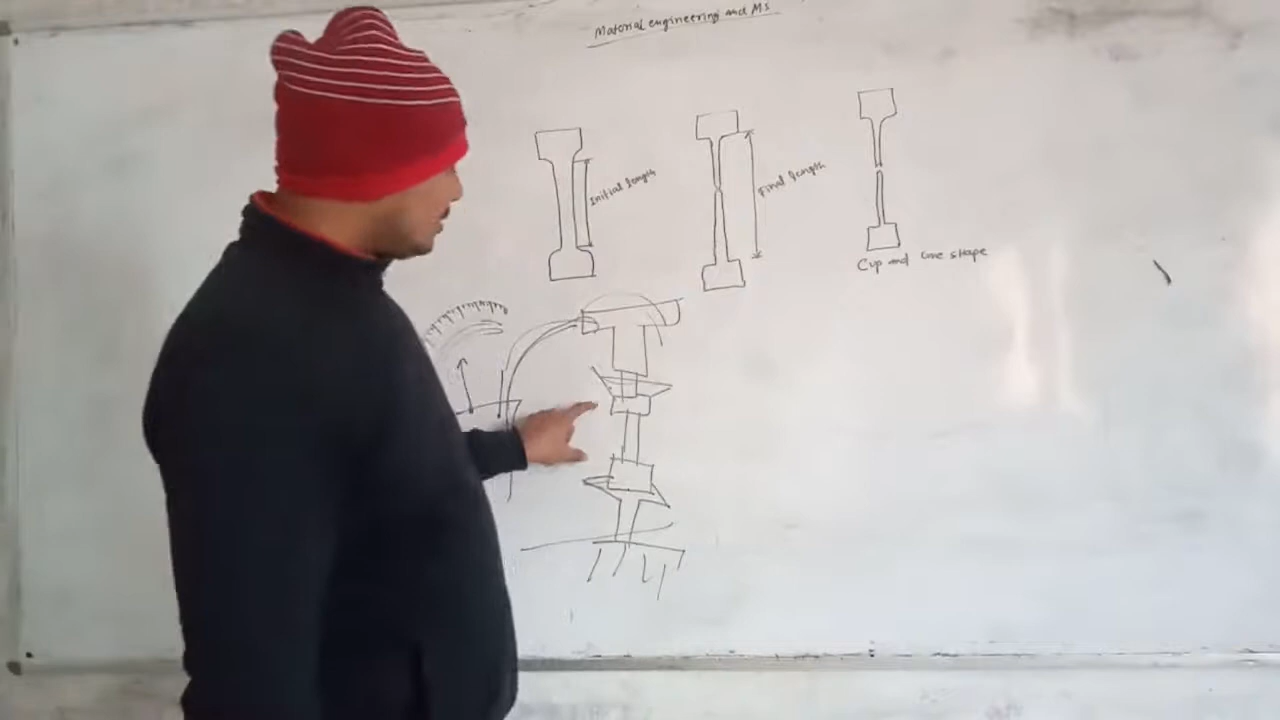 Material engineering and MS
Initial length
Final length
Cup and cone shape